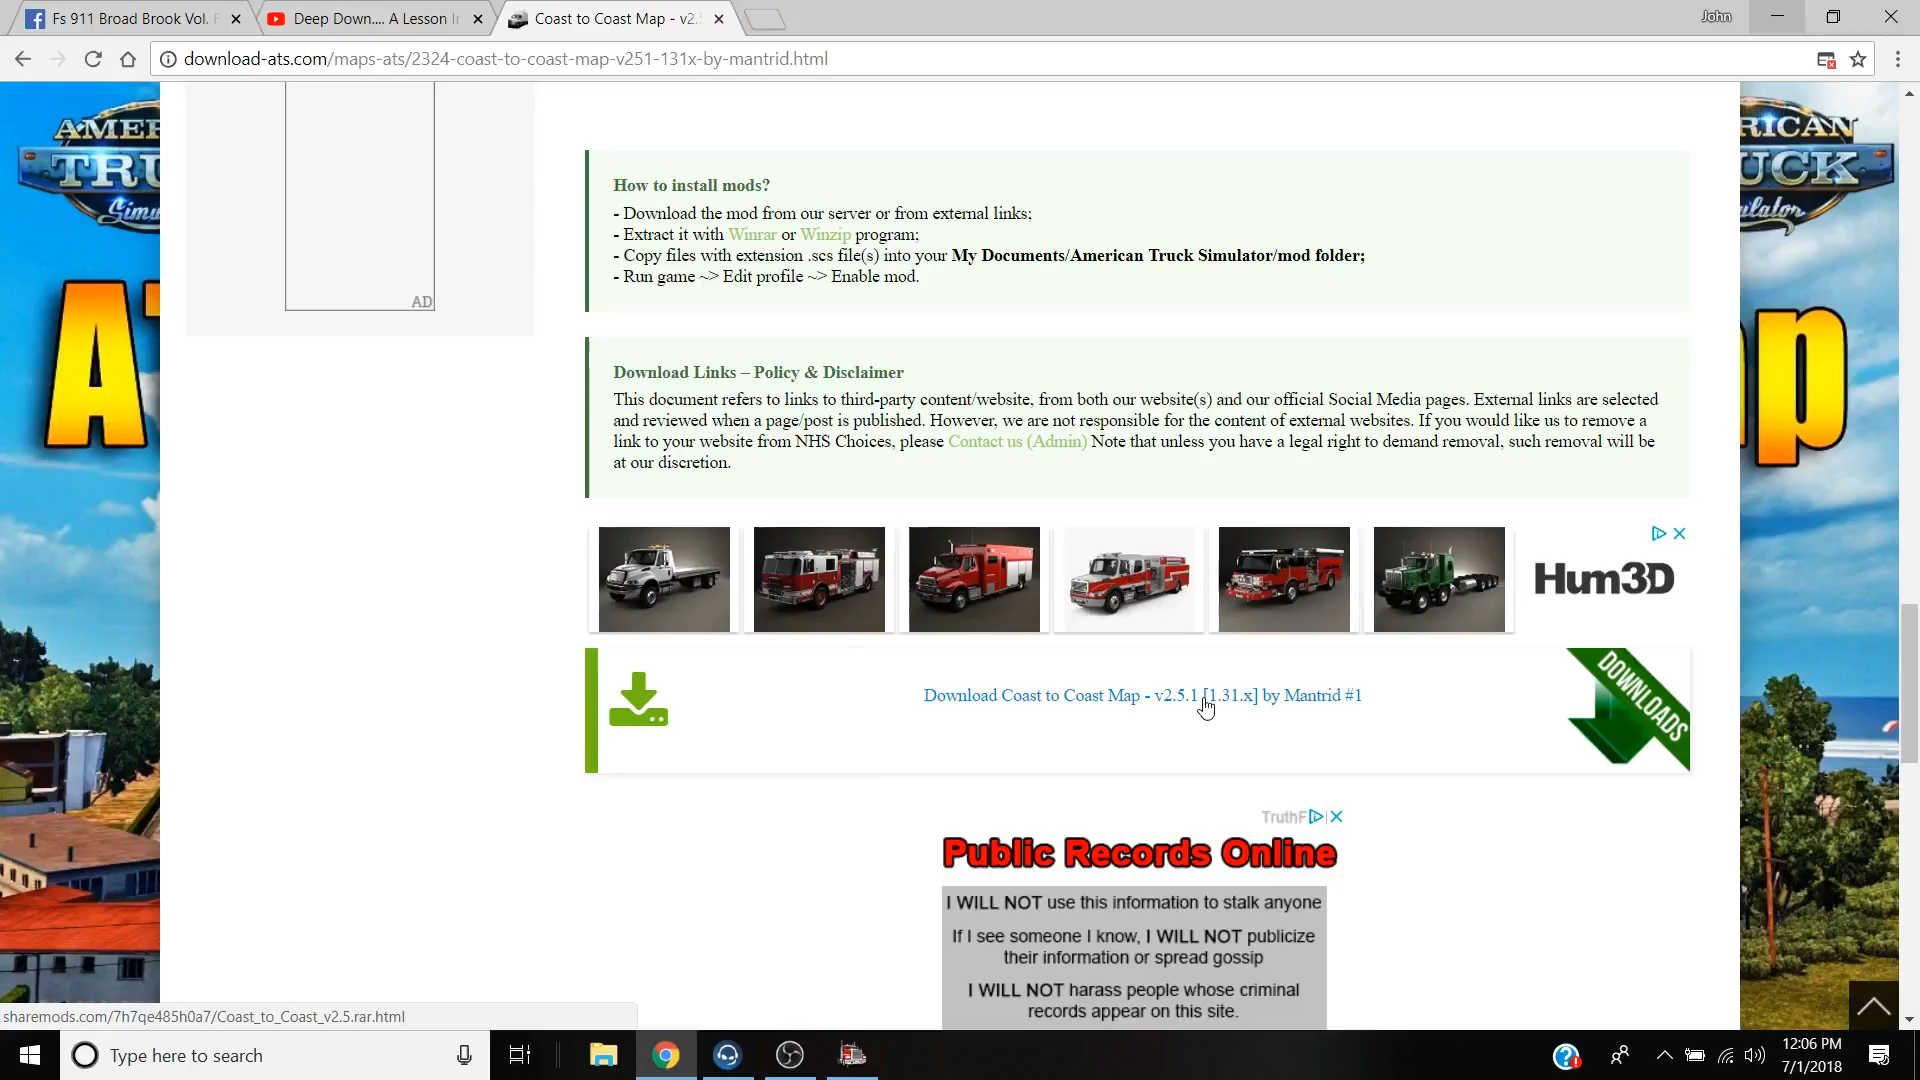 Fs 911 Broad Brook Vol. F
Deep Down.... A Lesson In
Coast to Coast Map - v2.5
John
download-ats.com/maps-ats/2324-coast-to-coast-map-v251-131x-by-mantrid.html
AMER
TRU
Simu
RICAN
UCK
ulator
AT
ap
AD
How to install mods?
- Download the mod from our server or from external links;
- Extract it with Winrar or Winzip program;
- Copy files with extension .scs file(s) into your My Documents/American Truck Simulator/mod folder;
- Run game ~> Edit profile ~> Enable mod.
Download Links – Policy & Disclaimer
This document refers to links to third-party content/website, from both our website(s) and our official Social Media pages. External links are selected
and reviewed when a page/post is published. However, we are not responsible for the content of external websites. If you would like us to remove a
link to your website from NHS Choices, please Contact us (Admin) Note that unless you have a legal right to demand removal, such removal will be
at our discretion.
Hum3D
Download Coast to Coast Map - v2.5.1 [1.31.x] by Mantrid #1
DOWNLOADS
TruthF
Public Records Online
I WILL NOT use this information to stalk anyone
If I see someone I know, I WILL NOT publicize
their information or spread gossip
I WILL NOT harass people whose criminal
records appear on this site.
sharemods.com/7h7qe485h0a7/Coast_to_Coast_v2.5.rar.html
Type here to search
12:06 PM
7/1/2018